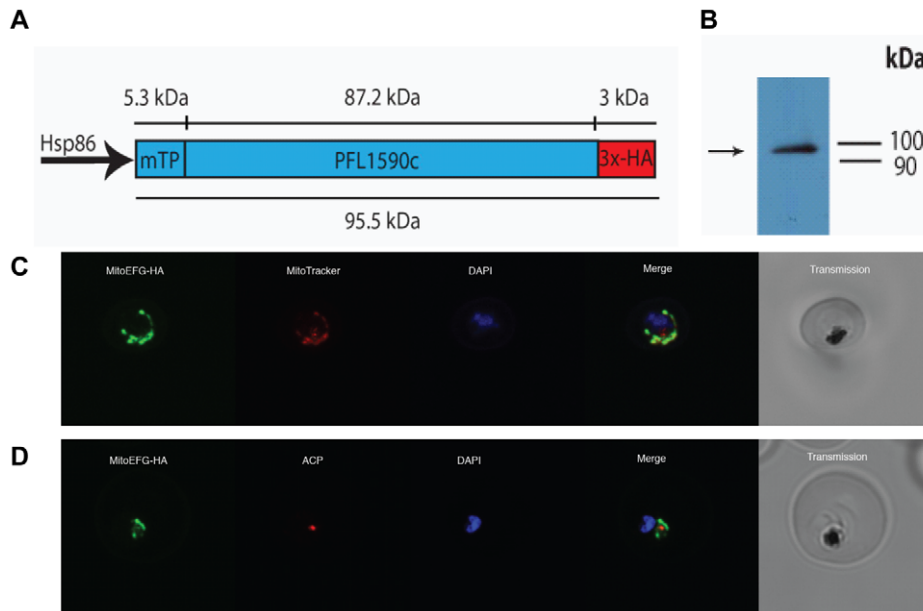 A
5.3 kDa 87.2 kDa 3 kDa
Hsp86
mTP PFL1590c 3x-HA
95.5 kDa
B
kDa
100
90
C
MitoEFG-HA MitoTracker DAPI Merge Transmission
D
MitoEFG-HA ACP DAPI Merge Transmission